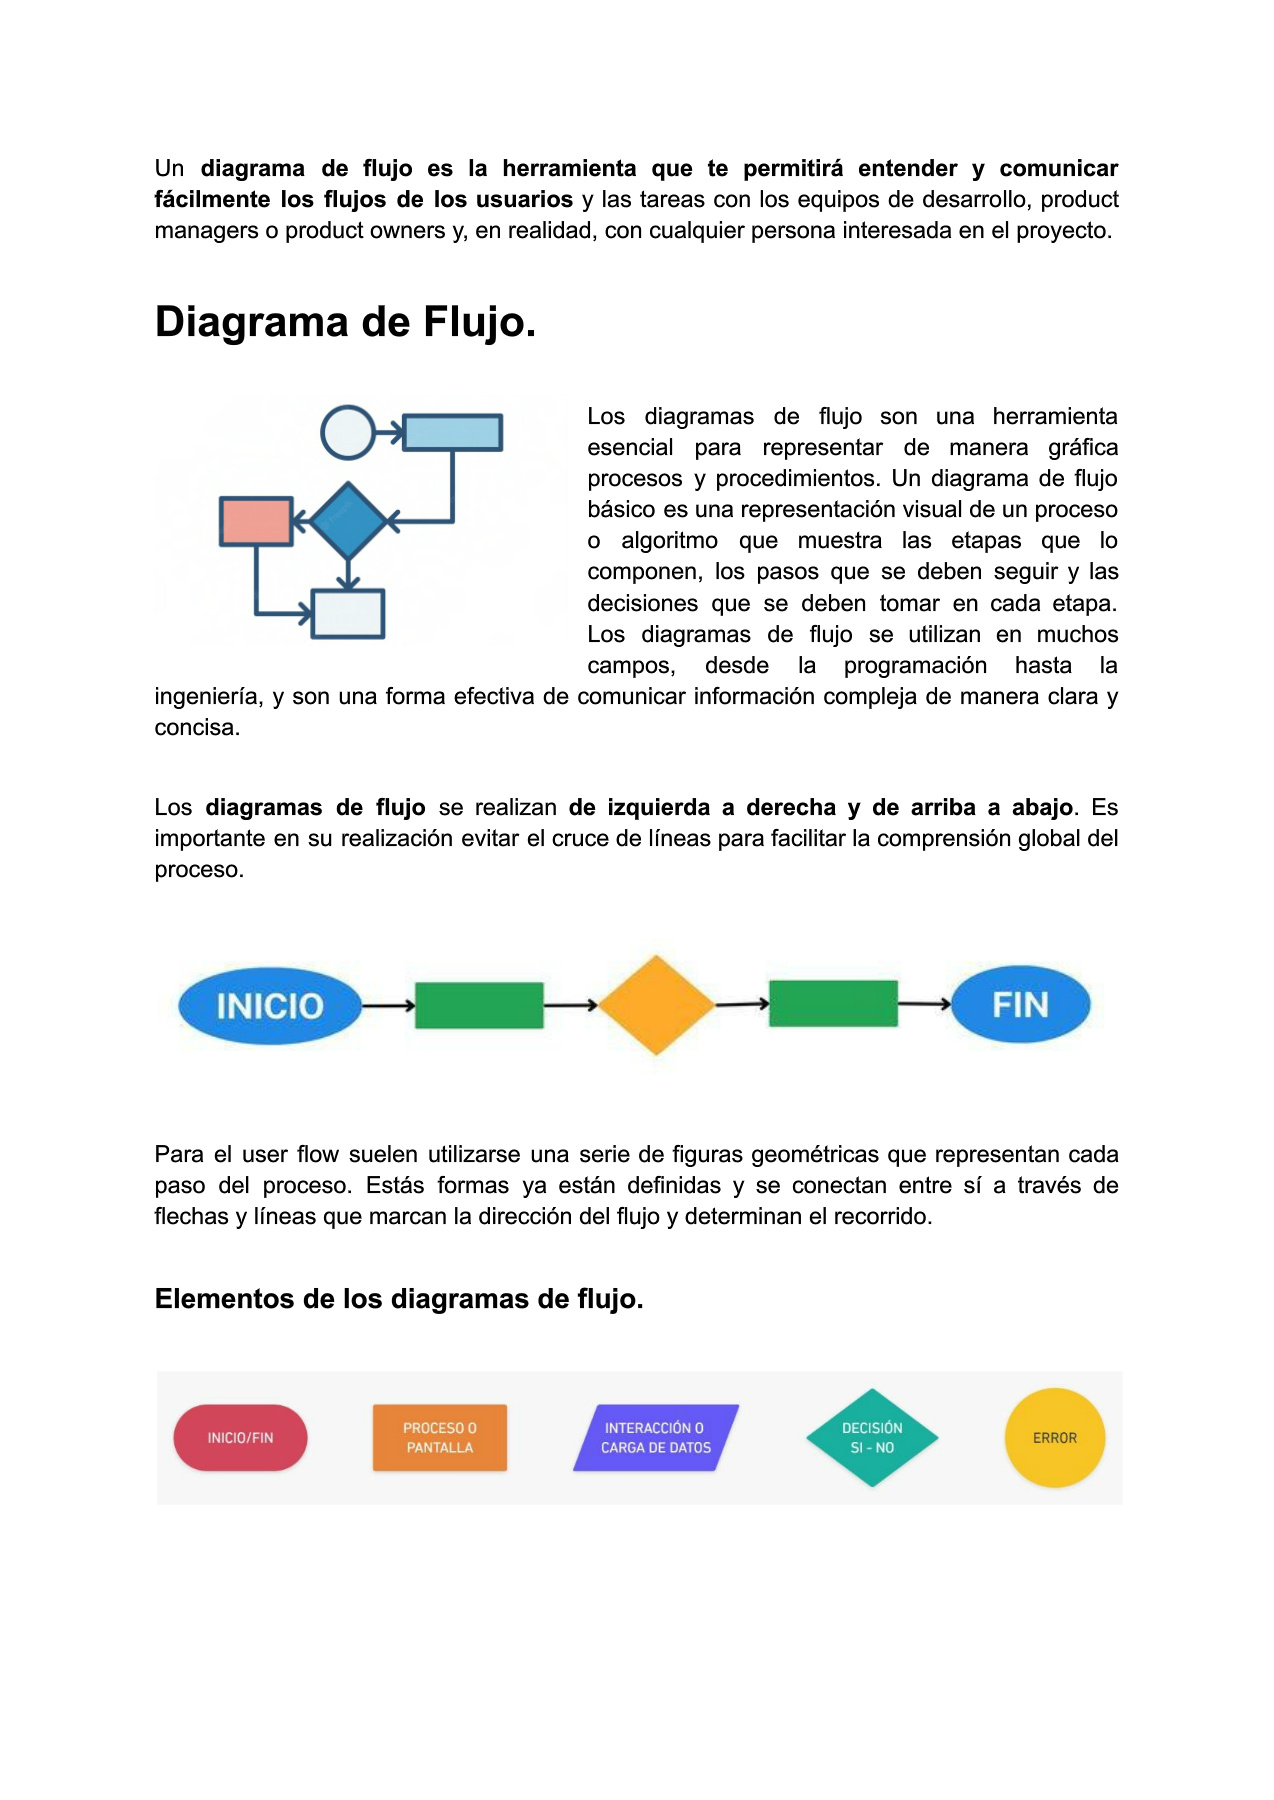 Un diagrama de flujo es la herramienta que te permitirá entender y comunicar
fácilmente los flujos de los usuarios y las tareas con los equipos de desarrollo, product
managers o product owners y, en realidad, con cualquier persona interesada en el proyecto.
Diagrama de Flujo.
Los diagramas de flujo son una herramienta
esencial para representar de manera gráfica
procesos y procedimientos. Un diagrama de flujo
básico es una representación visual de un proceso
o algoritmo que muestra las etapas que lo
componen, los pasos que se deben seguir y las
decisiones que se deben tomar en cada etapa.
Los diagramas de flujo se utilizan en muchos
campos, desde la programación hasta la
ingeniería, y son una forma efectiva de comunicar información compleja de manera clara y
concisa.
Los diagramas de flujo se realizan de izquierda a derecha y de arriba a abajo. Es
importante en su realización evitar el cruce de líneas para facilitar la comprensión global del
proceso.
INICIO
FIN
Para el user flow suelen utilizarse una serie de figuras geométricas que representan cada
paso del proceso. Estás formas ya están definidas y se conectan entre sí a través de
flechas y líneas que marcan la dirección del flujo y determinan el recorrido.
Elementos de los diagramas de flujo.
INICIO/FIN
PROCESO O
PANTALLA
INTERACCIÓN O
CARGA DE DATOS
DECISIÓN
SI - NO
ERROR